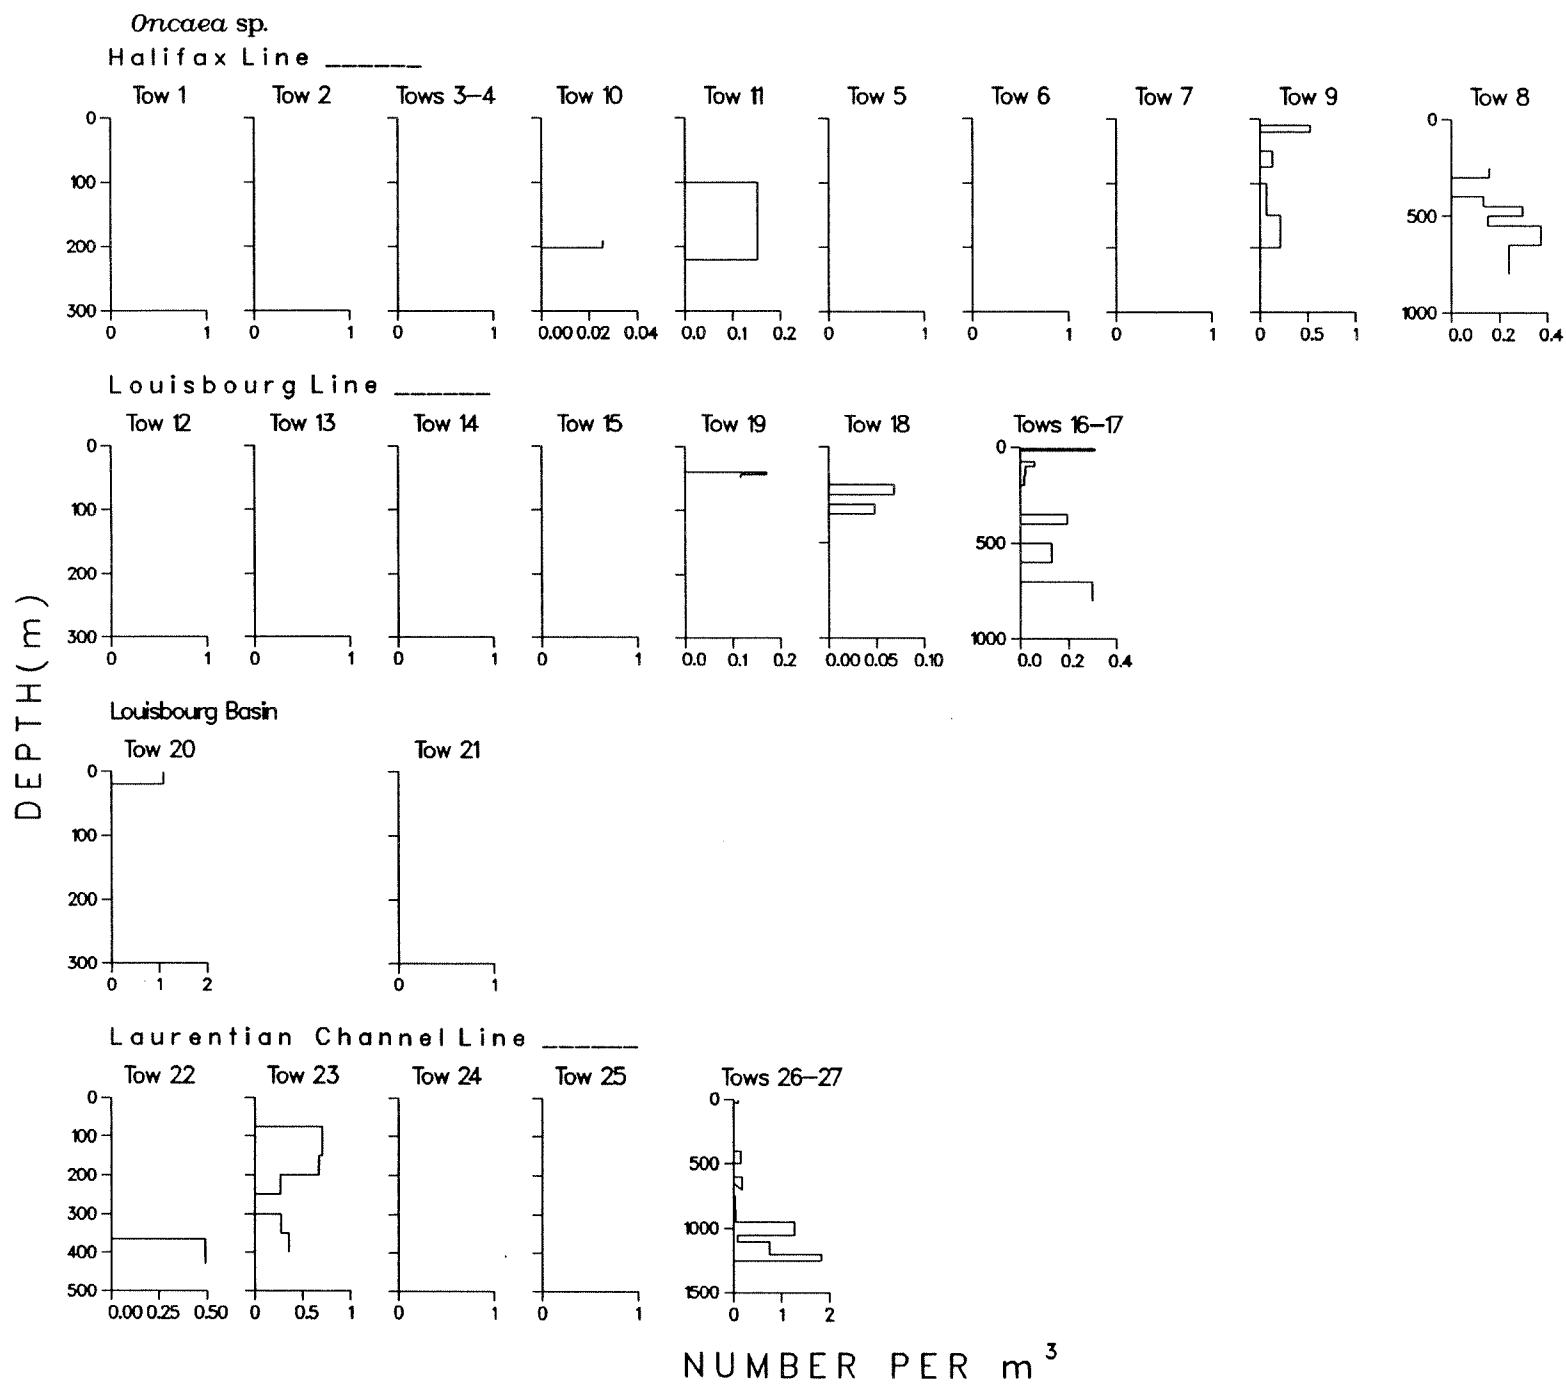 Oncaea sp.
Halifax Line ______
Tow 1 Tow 2 Tows 3–4 Tow 10 Tow 11 Tow 5 Tow 6 Tow 7 Tow 9 Tow 8
0 0
100
200 500
300 1000
0 1 0 1 0 1 0.00 0.02 0.04 0.0 0.1 0.2 0 1 0 1 0 1 0 0.5 1 0.0 0.2 0.4
Louisbourg Line ______
Tow 12 Tow 13 Tow 14 Tow 15 Tow 19 Tow 18 Tows 16–17
0 0
100
200 500
300 1000
0 1 0 1 0 1 0 1 0.0 0.1 0.2 0.00 0.05 0.10 0.0 0.2 0.4
Louisbourg Basin
Tow 20 Tow 21
0
100
200
300
0 1 2 0 1
Laurentian Channel Line ______
Tow 22 Tow 23 Tow 24 Tow 25 Tows 26–27
0 0
100
200 500
300
400 1000
500 1500
0.00 0.25 0.50 0 0.5 1 0 1 0 1 0 1 2
DEPTH(m)
NUMBER PER m³